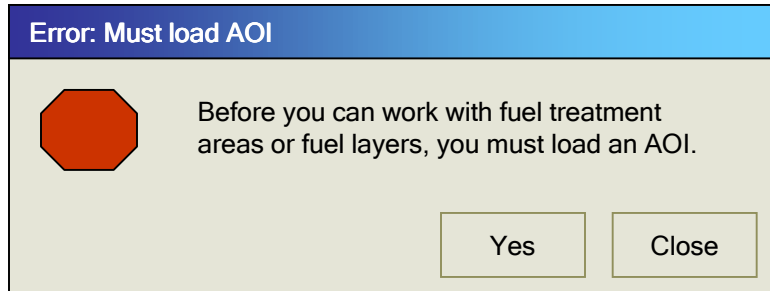 Error: Must load AOI
Before you can work with fuel treatment
areas or fuel layers, you must load an AOI.
Yes
Close